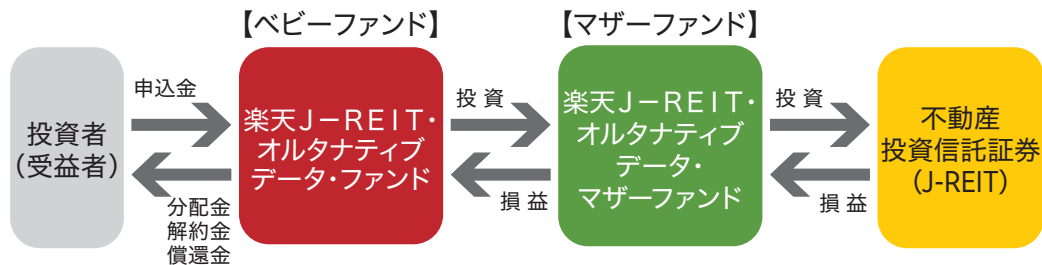 【ベビーファンド】
【マザーファンド】
投資者
(受益者)
申込金
分配金
解約金
償還金
楽天J－REIT・
オルタナティブ
データ・ファンド
投資
損益
楽天J－REIT・
オルタナティブ
データ・
マザーファンド
投資
損益
不動産
投資信託証券
(J-REIT)